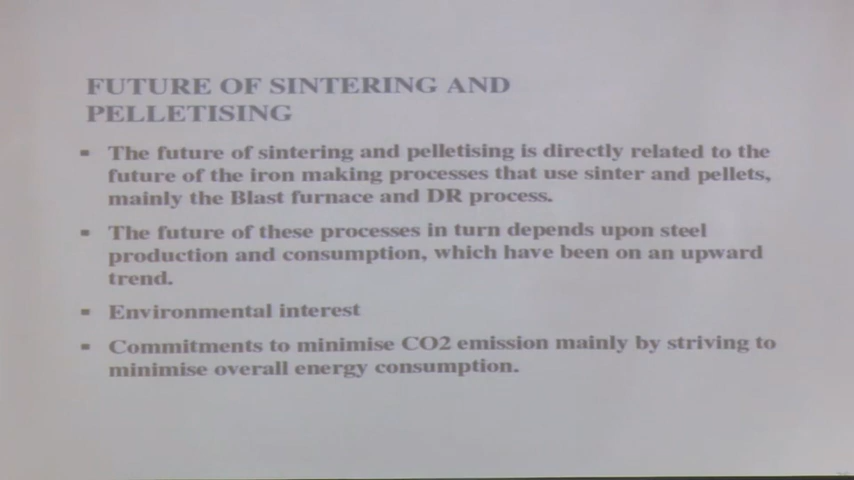 FUTURE OF SINTERING AND
PELLETISING
▪ The future of sintering and pelletising is directly related to the
future of the iron making processes that use sinter and pellets,
mainly the Blast furnace and DR process.
▪ The future of these processes in turn depends upon steel
production and consumption, which have been on an upward
trend.
▪ Environmental interest
▪ Commitments to minimise CO2 emission mainly by striving to
minimise overall energy consumption.